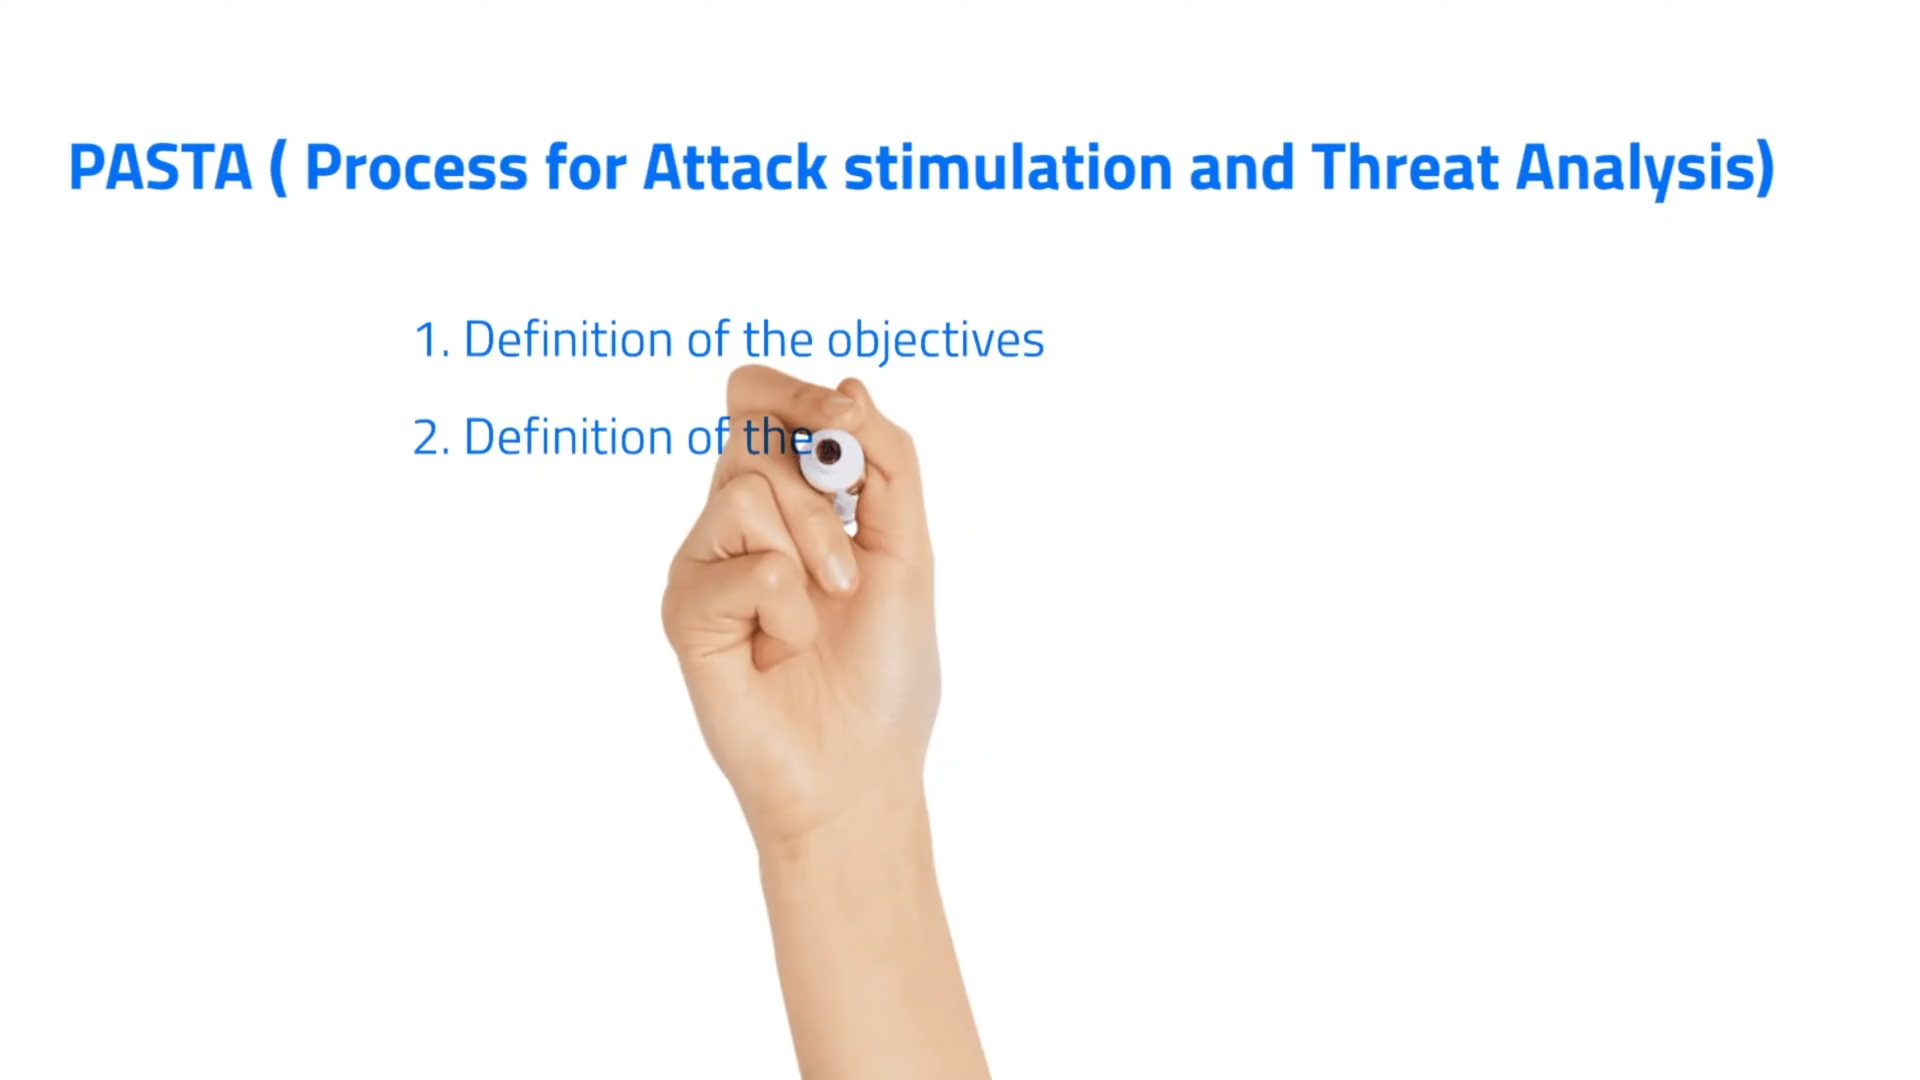 PASTA ( Process for Attack stimulation and Threat Analysis)
1. Definition of the objectives
2. Definition of the